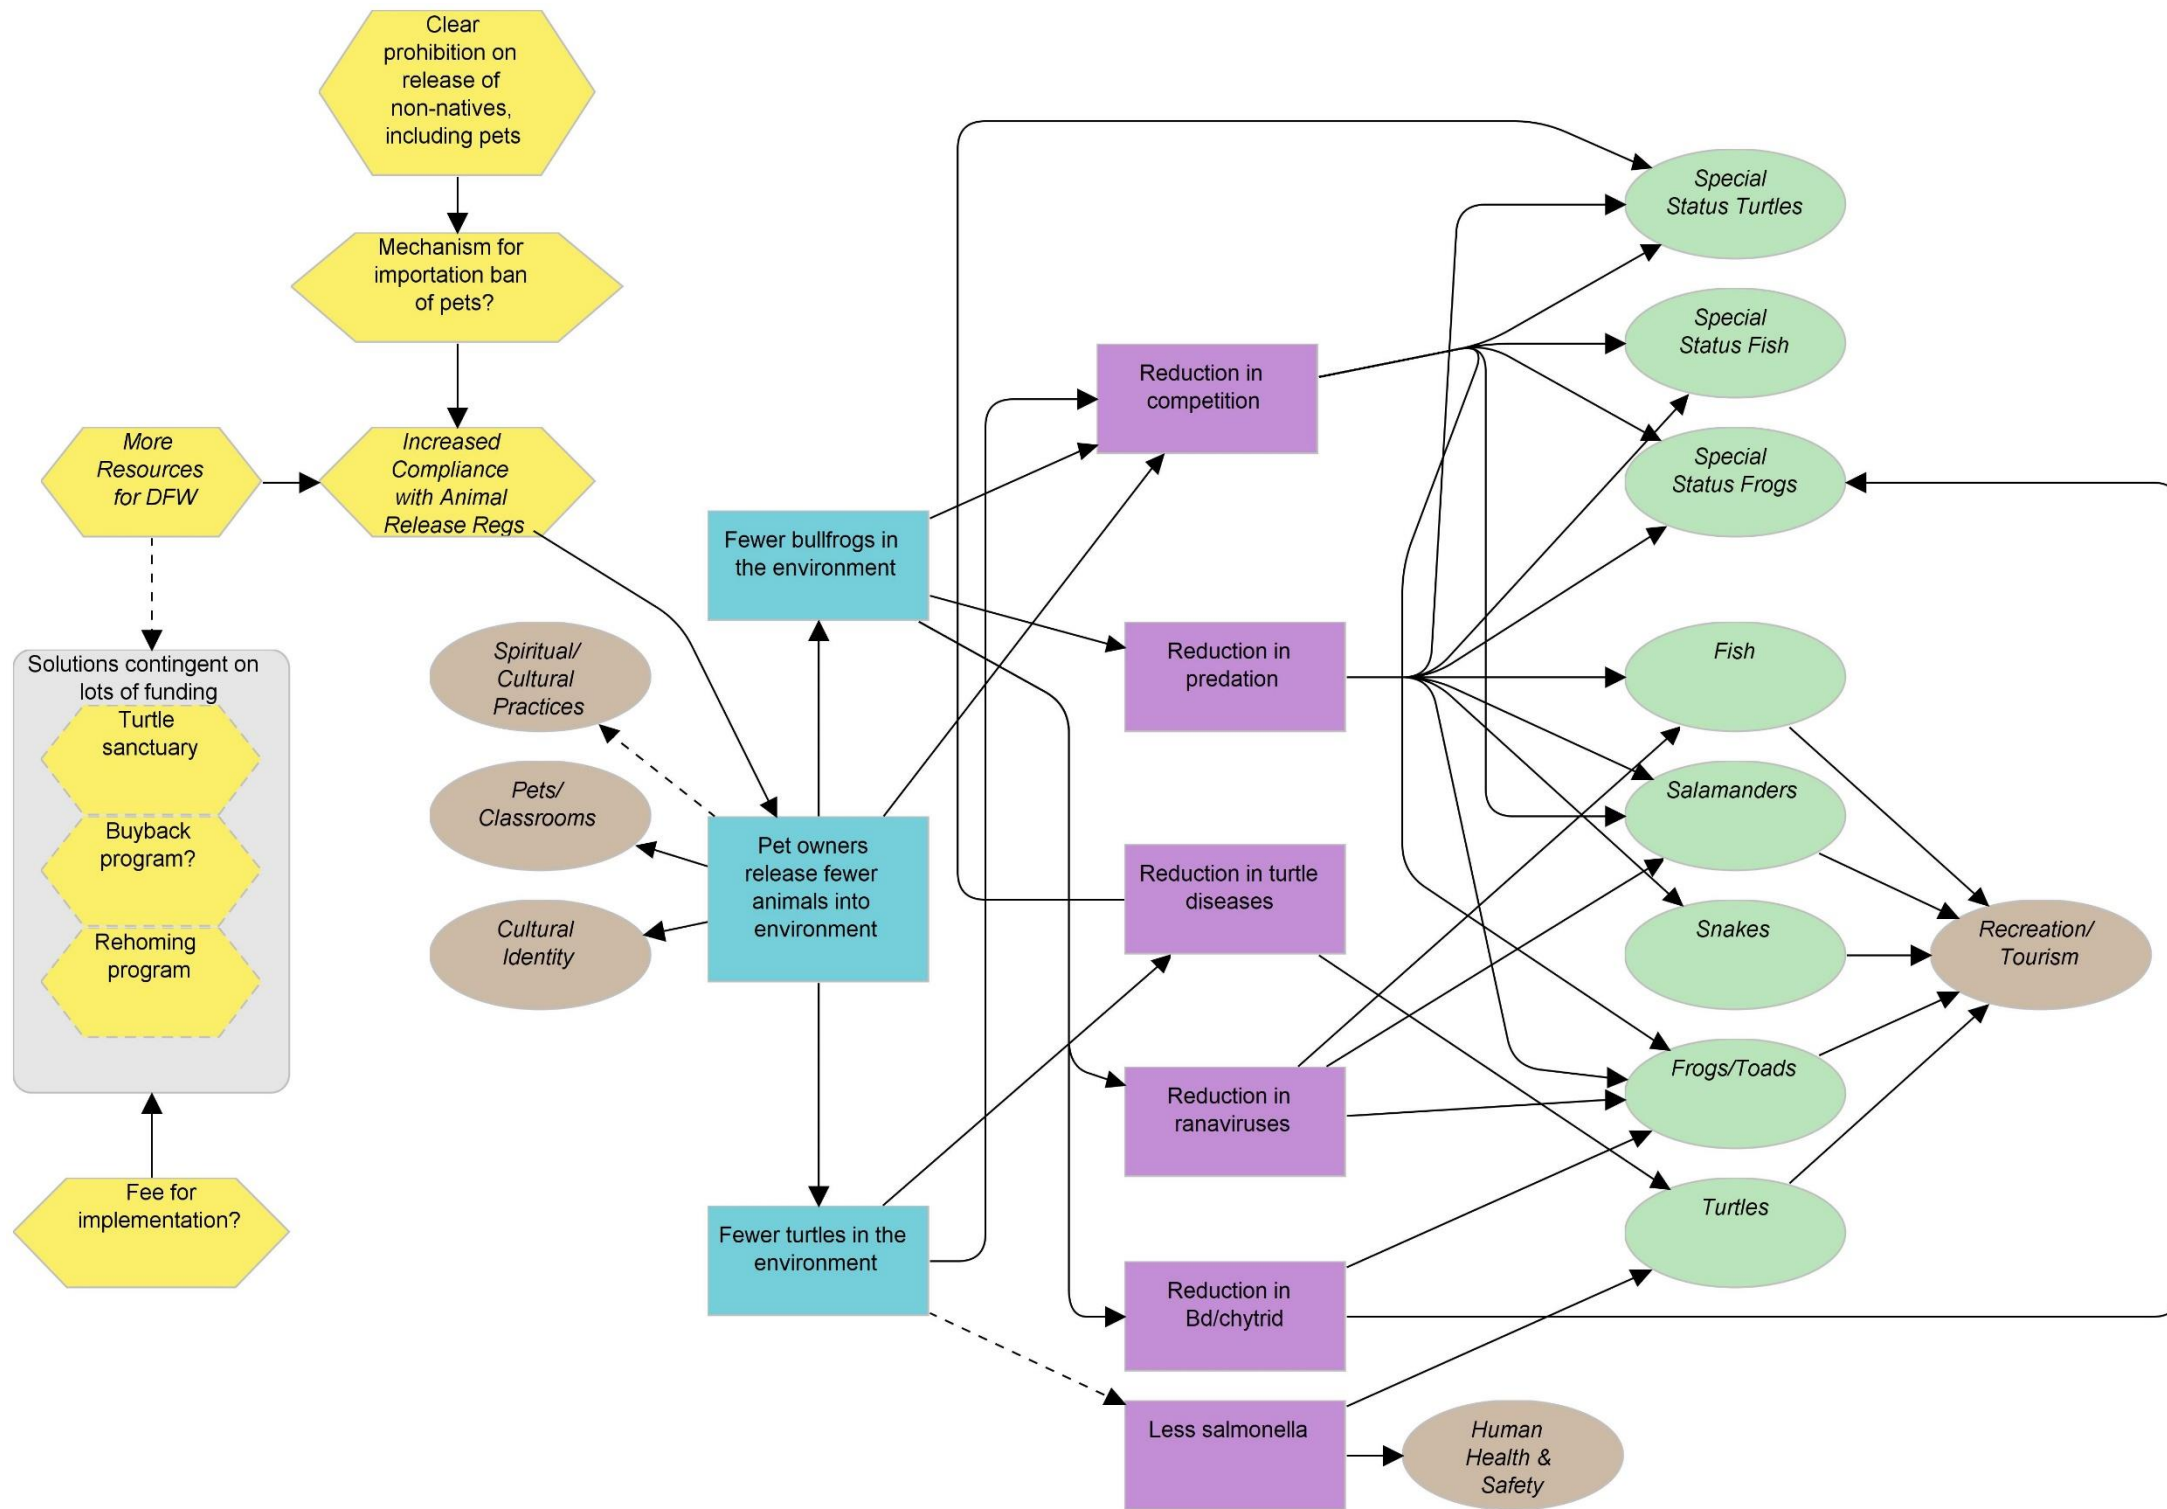 Clear
prohibition on
release of
non-natives,
including pets
Mechanism for
importation ban
of pets?
More
Resources
for DFW
Increased
Compliance
with Animal
Release Regs
Solutions contingent on
lots of funding
Turtle
sanctuary
Buyback
program?
Rehoming
program
Fee for
implementation?
Spiritual/
Cultural
Practices
Pets/
Classrooms
Cultural
Identity
Fewer bullfrogs in
the environment
Pet owners
release fewer
animals into
environment
Fewer turtles in the
environment
Reduction in
competition
Reduction in
predation
Reduction in turtle
diseases
Reduction in
ranaviruses
Reduction in
Bd/chytrid
Less salmonella
Human
Health &
Safety
Special
Status Turtles
Special
Status Fish
Special
Status Frogs
Fish
Salamanders
Snakes
Frogs/Toads
Turtles
Recreation/
Tourism